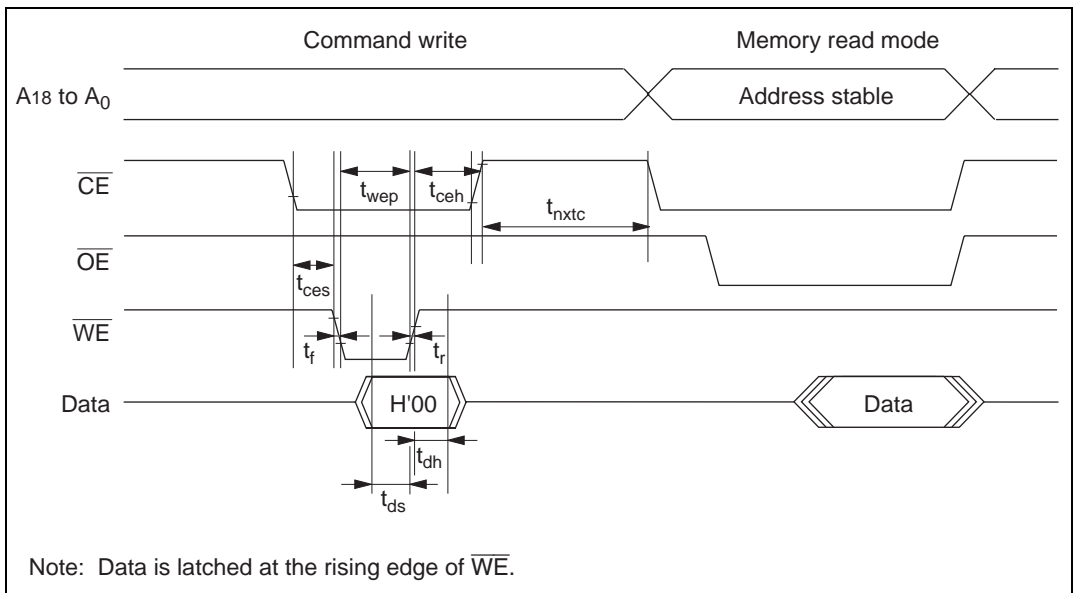 Command write
Memory read mode
A18 to A0
Address stable
CE
twep
tceh
tnxtc
OE
tces
WE
tf
tr
Data
H'00
Data
tdh
tds
Note: Data is latched at the rising edge of WE.